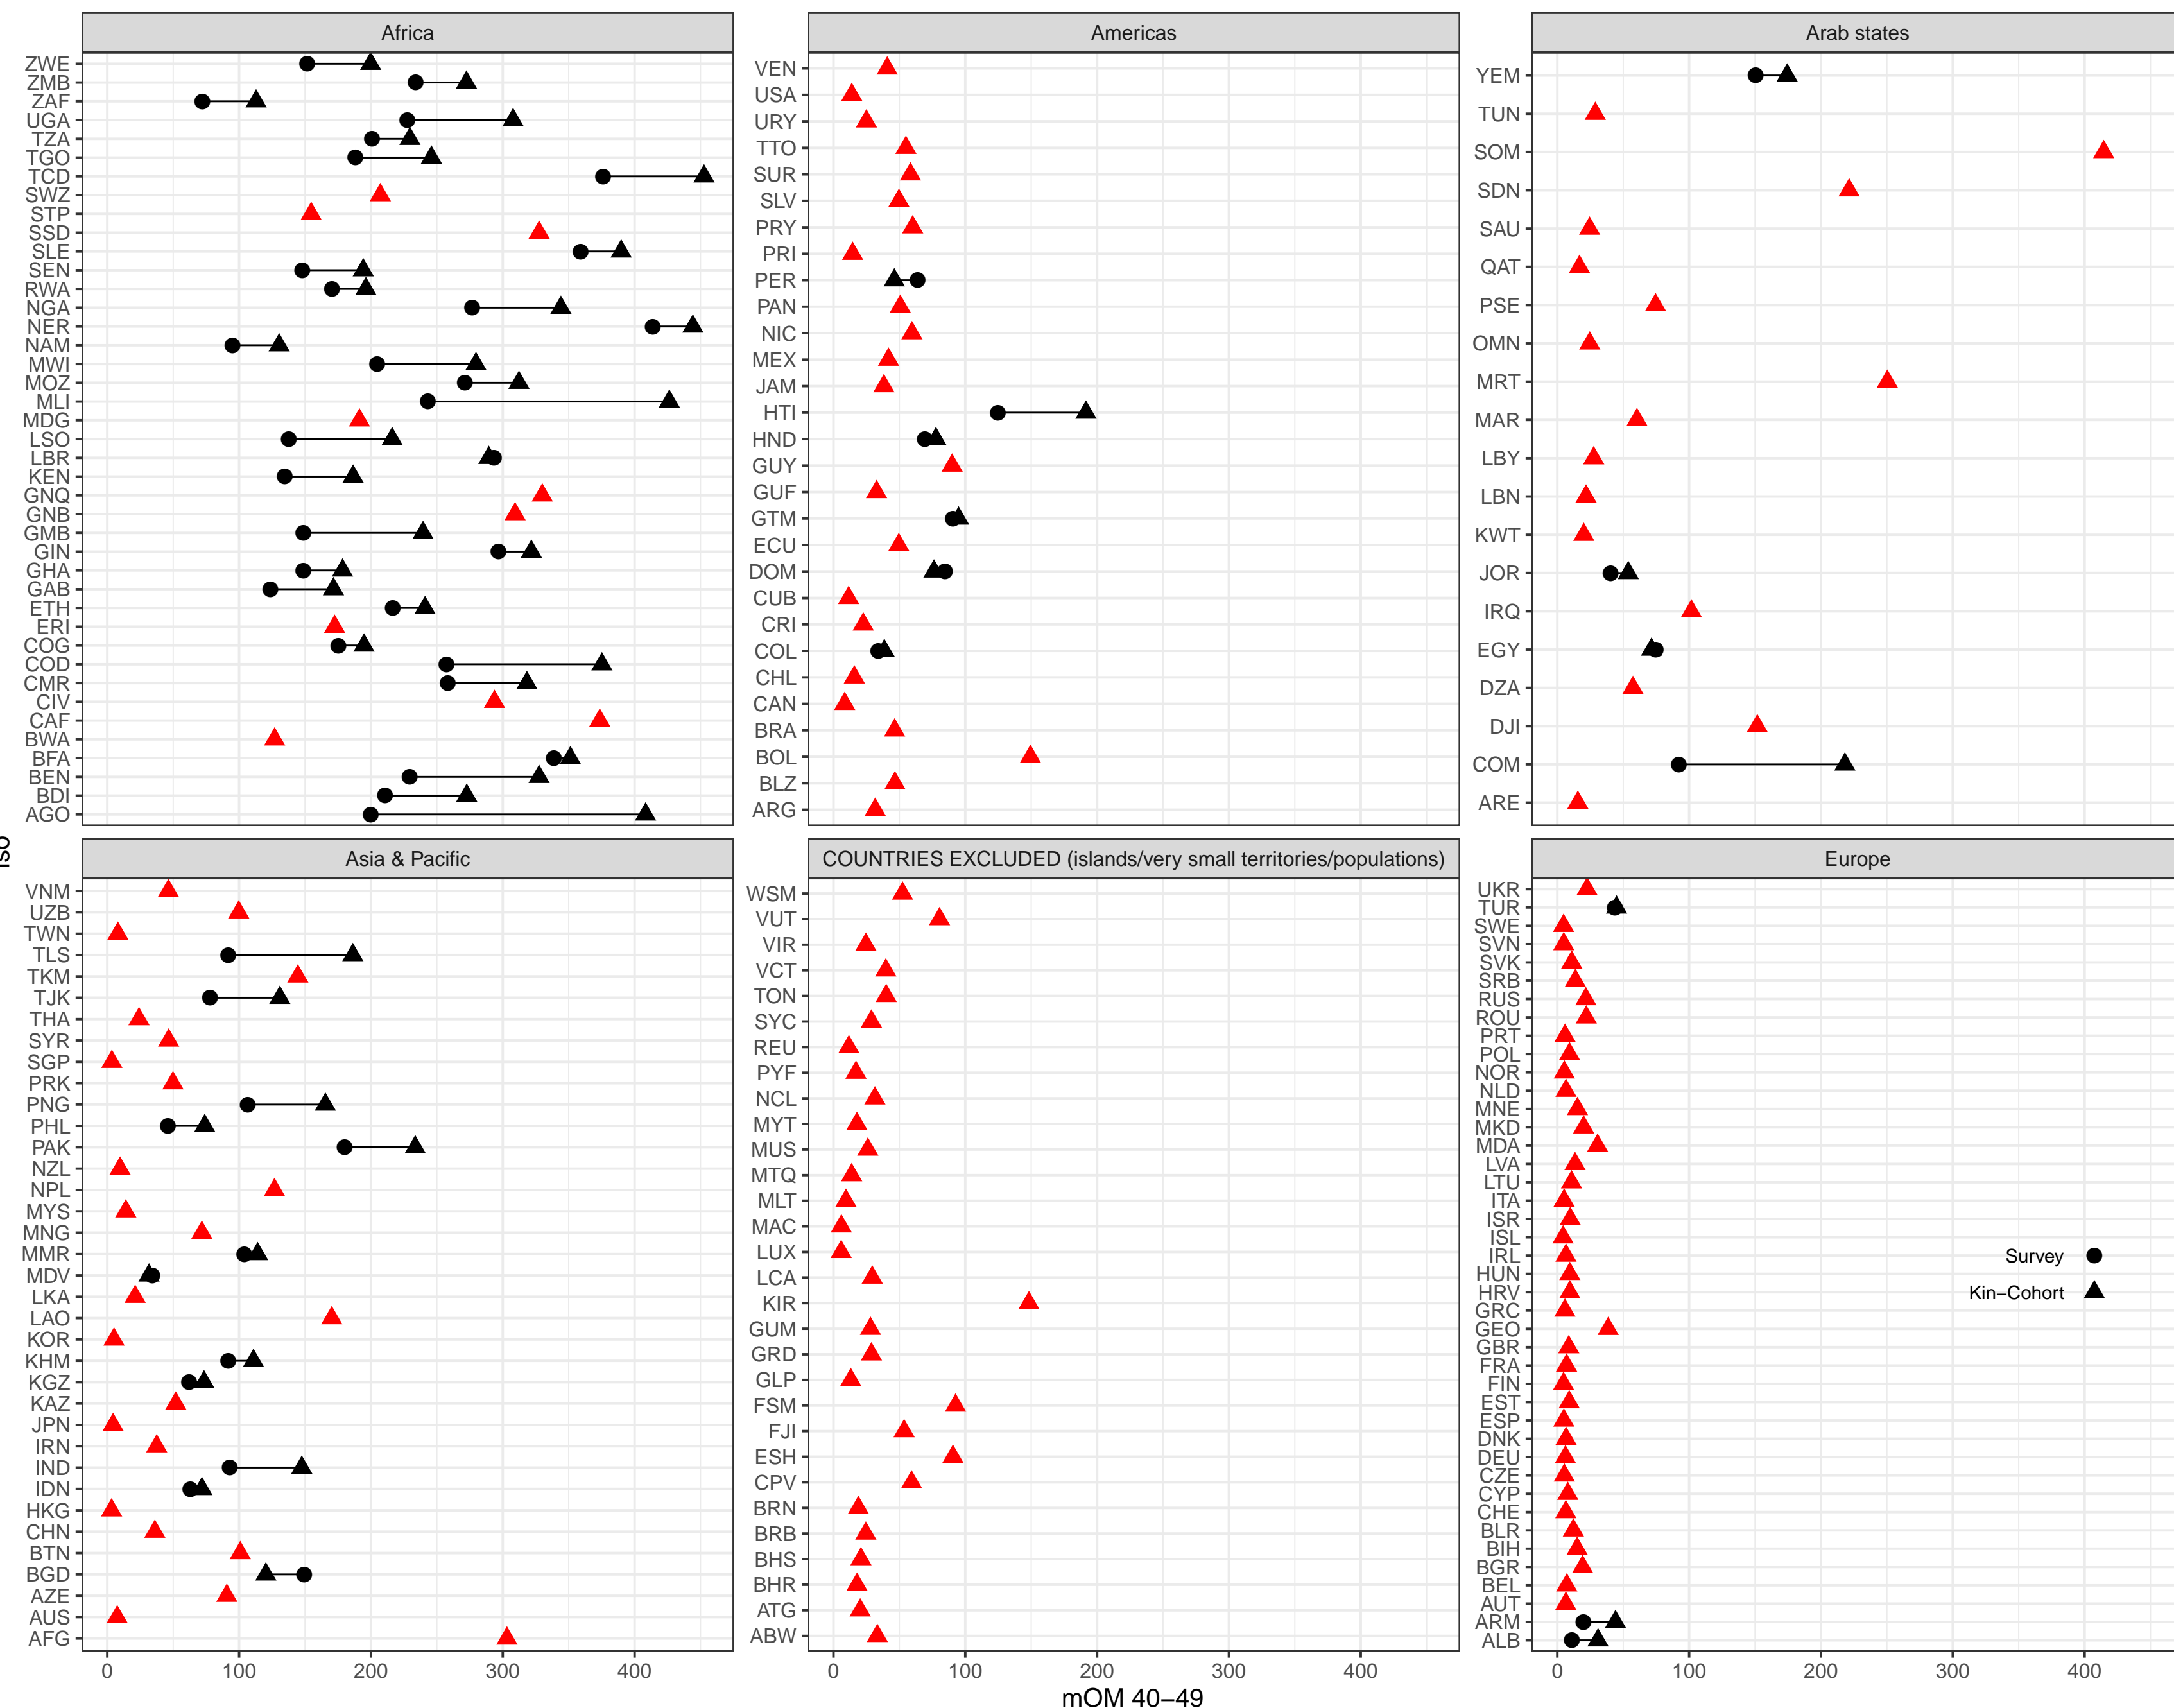 Africa
ZWE
ZMB
ZAF
UGA
TZA
TGO
TCD
SWZ
STP
SSD
SLE
SEN
RWA
NGA
NER
NAM
MWI
MOZ
MLI
MDG
LSO
LBR
KEN
GNQ
GNB
GMB
GIN
GHA
GAB
ETH
ERI
COG
COD
CMR
CIV
CAF
BWA
BFA
BEN
BDI
AGO
Americas
VEN
USA
URY
TTO
SUR
SLV
PRY
PRI
PER
PAN
NIC
MEX
JAM
HTI
HND
GUY
GUF
GTM
ECU
DOM
CUB
CRI
COL
CHL
CAN
BRA
BOL
BLZ
ARG
Arab states
YEM
TUN
SOM
SDN
SAU
QAT
PSE
OMN
MRT
MAR
LBY
LBN
KWT
JOR
IRQ
EGY
DZA
DJI
COM
ARE
iso
Asia & Pacific
VNM
UZB
TWN
TLS
TKM
TJK
THA
SYR
SGP
PRK
PNG
PHL
PAK
NZL
NPL
MYS
MNG
MMR
MDV
LKA
LAO
KOR
KHM
KGZ
KAZ
JPN
IRN
IND
IDN
HKG
CHN
BTN
BGD
AZE
AUS
AFG
0 100 200 300 400
COUNTRIES EXCLUDED (islands/very small territories/populations)
WSM
VUT
VIR
VCT
TON
SYC
REU
PYF
NCL
MYT
MUS
MTQ
MLT
MAC
LUX
LCA
KIR
GUM
GRD
GLP
FSM
FJI
ESH
CPV
BRN
BRB
BHS
BHR
ATG
ABW
0 100 200 300 400
Europe
UKR
TUR
SWE
SVN
SVK
SRB
RUS
ROU
PRT
POL
NOR
NLD
MNE
MKD
MDA
LVA
LTU
ITA
ISR
ISL
IRL
HUN
HRV
GRC
GEO
GBR
FRA
FIN
EST
ESP
DNK
DEU
CZE
CYP
CHE
BLR
BIH
BGR
BEL
AUT
ARM
ALB
Survey
Kin−Cohort
0 100 200 300 400
mOM 40−49